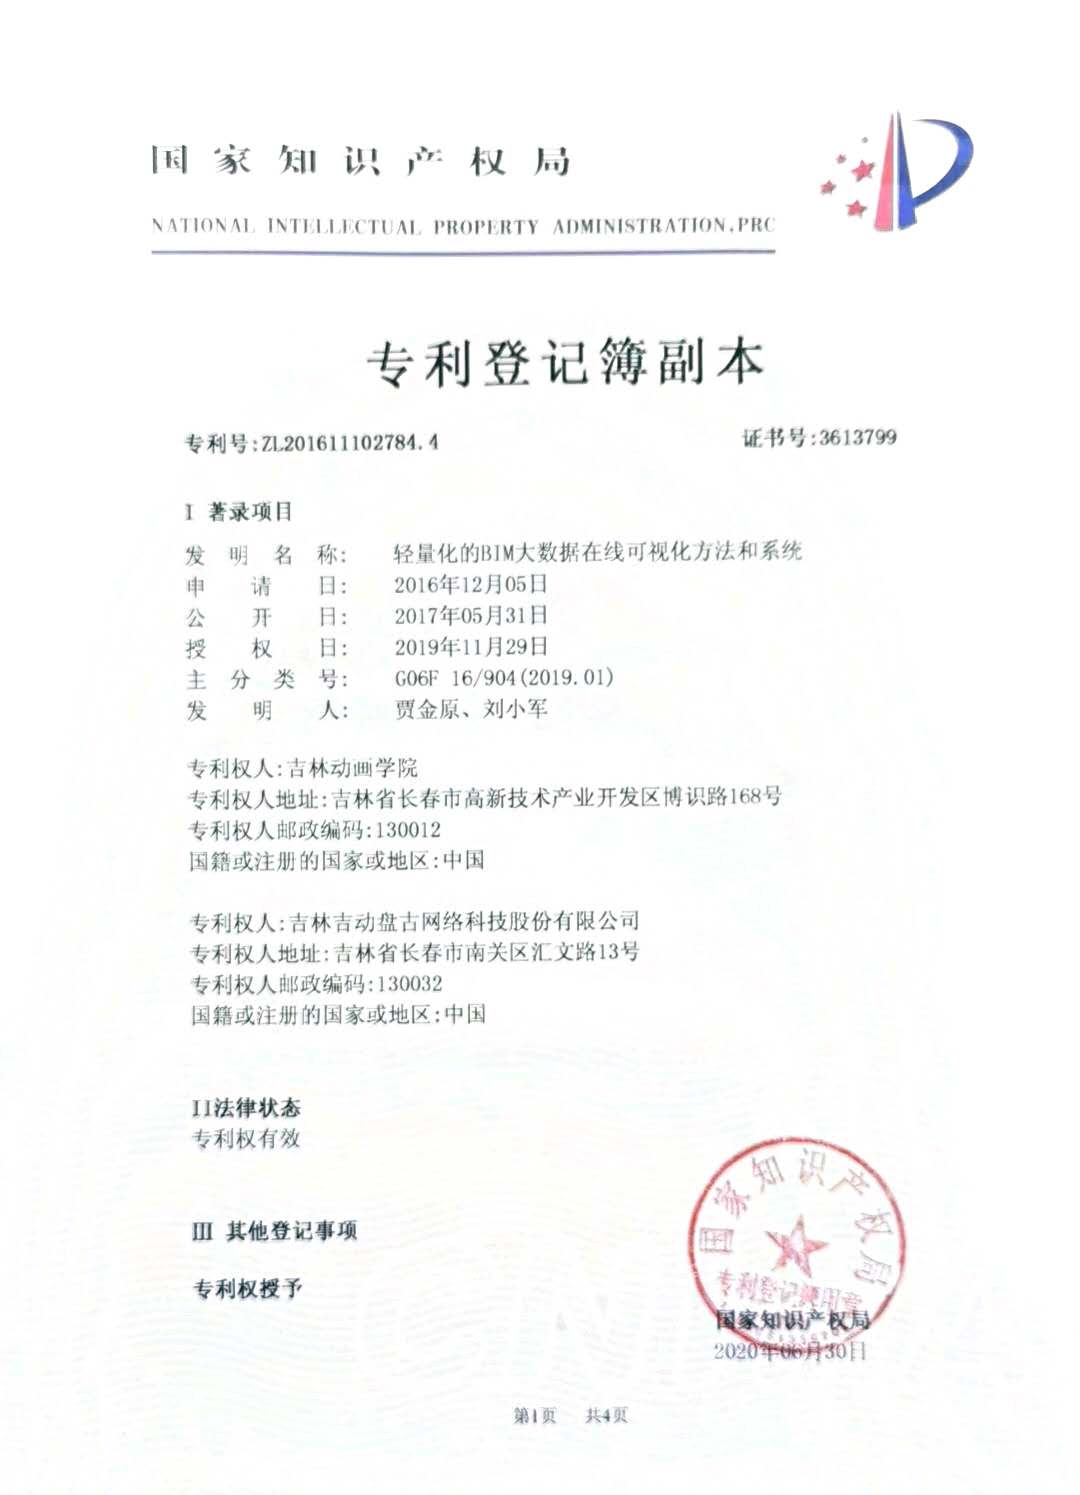 国家知识产权局
NATIONAL INTELLECTUAL PROPERTY ADMINISTRATION,PRC
专利登记簿副本
专利号:ZL201611102784.4 证书号:3613799
I 著录项目
发明名称: 轻量化的BIM大数据在线可视化方法和系统
申请日: 2016年12月05日
公开日: 2017年05月31日
授权日: 2019年11月29日
主分类号: G06F 16/904(2019.01)
发明人: 贾金原、刘小军
专利权人:吉林动画学院
专利权人地址:吉林省长春市高新技术产业开发区博识路168号
专利权人邮政编码:130012
国籍或注册的国家或地区:中国
专利权人:吉林吉动盘古网络科技股份有限公司
专利权人地址:吉林省长春市南关区汇文路13号
专利权人邮政编码:130032
国籍或注册的国家或地区:中国
II法律状态
专利权有效
III 其他登记事项
专利权授予
国家知识产权局
专利登记簿用章
国家知识产权局
2020年06月30日
第1页 共4页